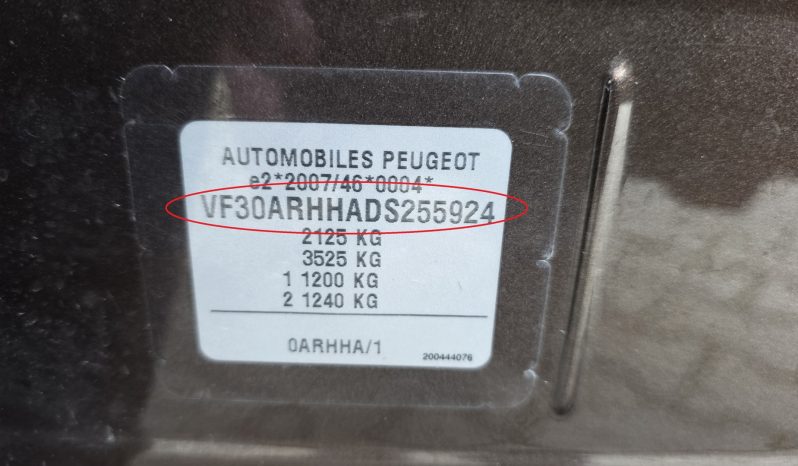 AUTOMOBILES PEUGEOT
e2*2007/46*0004*
VF30ARHHADS255924
2125 KG
3525 KG
1 1200 KG
2 1240 KG
0ARHHA/1
200444076